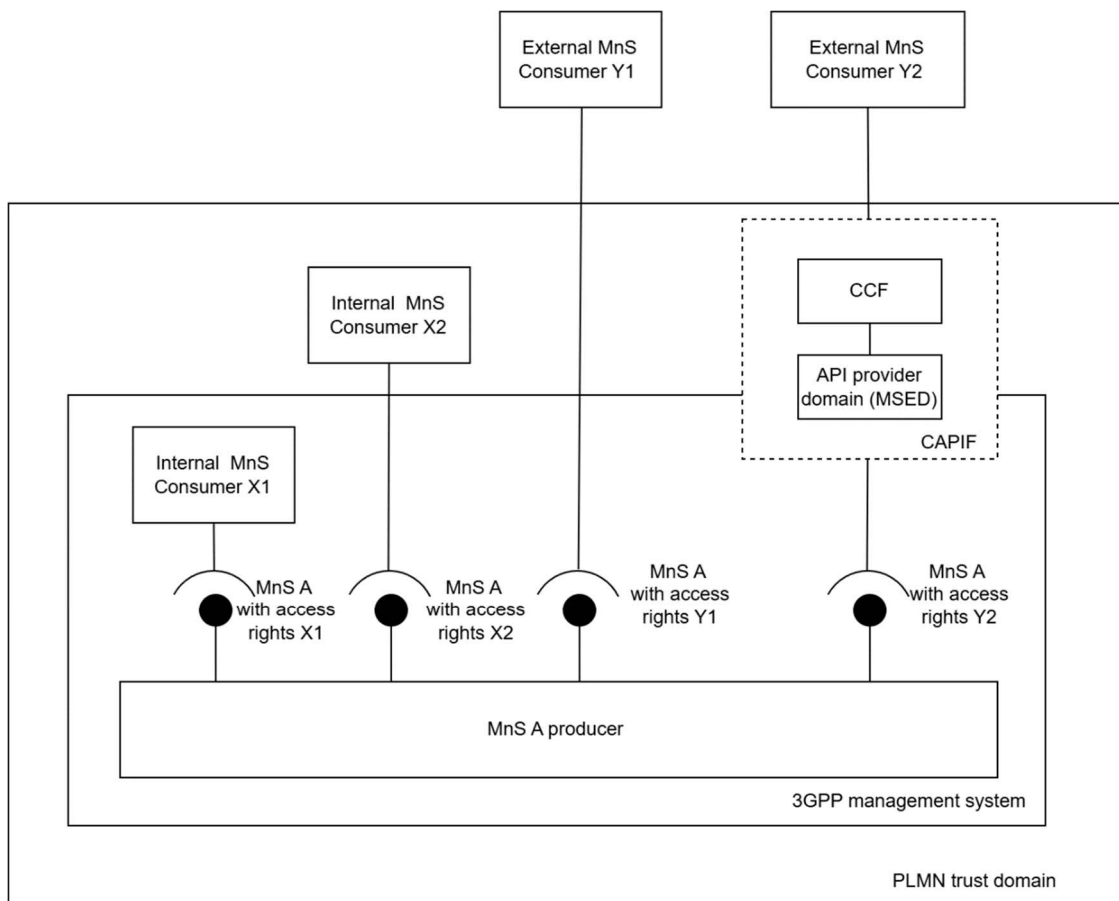 External MnS
Consumer Y1
External MnS
Consumer Y2
Internal MnS
Consumer X2
CCF
API provider
domain (MSED)
CAPIF
Internal MnS
Consumer X1
MnS A
with access
rights X1
MnS A
with access
rights X2
MnS A
with access
rights Y1
MnS A
with access
rights Y2
MnS A producer
3GPP management system
PLMN trust domain